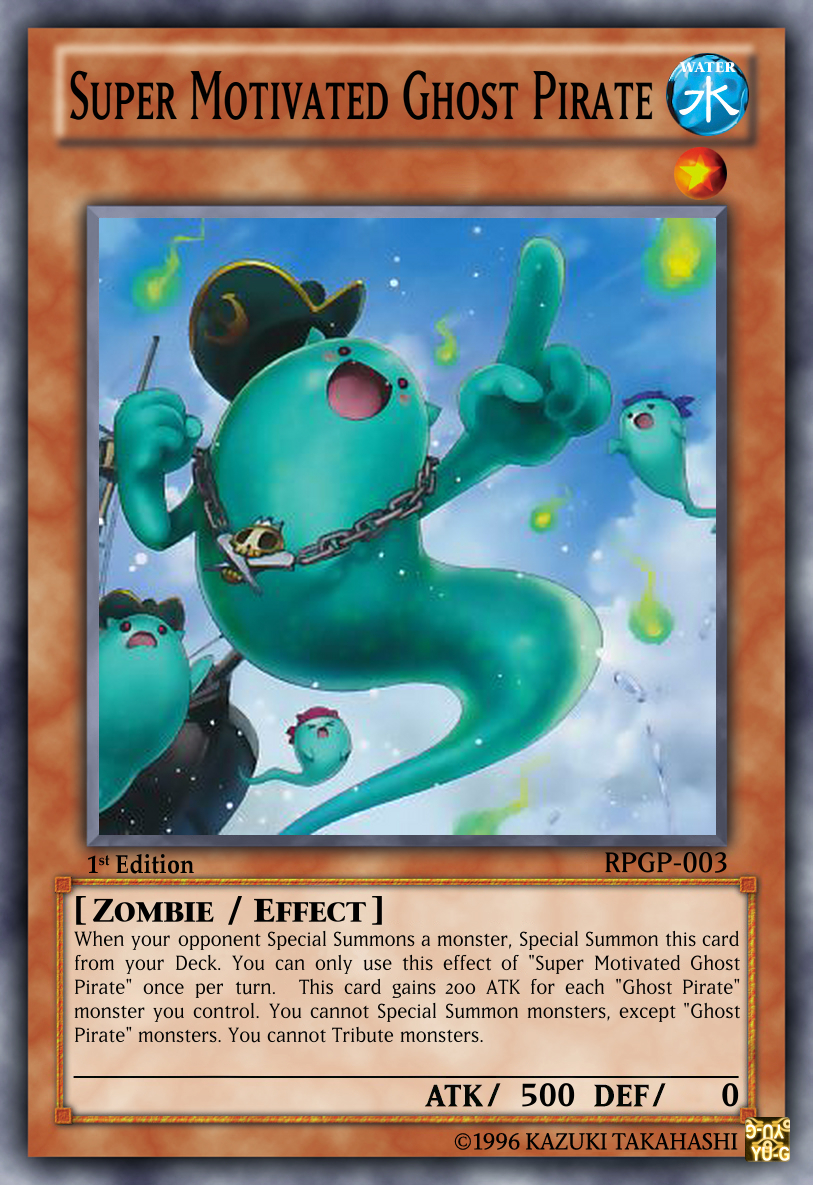 Super Motivated Ghost Pirate
WATER
水
1st Edition
RPGP-003
[ Zombie / Effect ]
When your opponent Special Summons a monster, Special Summon this card
from your Deck. You can only use this effect of "Super Motivated Ghost
Pirate" once per turn.  This card gains 200 ATK for each "Ghost Pirate"
monster you control. You cannot Special Summon monsters, except "Ghost
Pirate" monsters. You cannot Tribute monsters.
ATK/ 500 DEF/ 0
©1996 KAZUKI TAKAHASHI